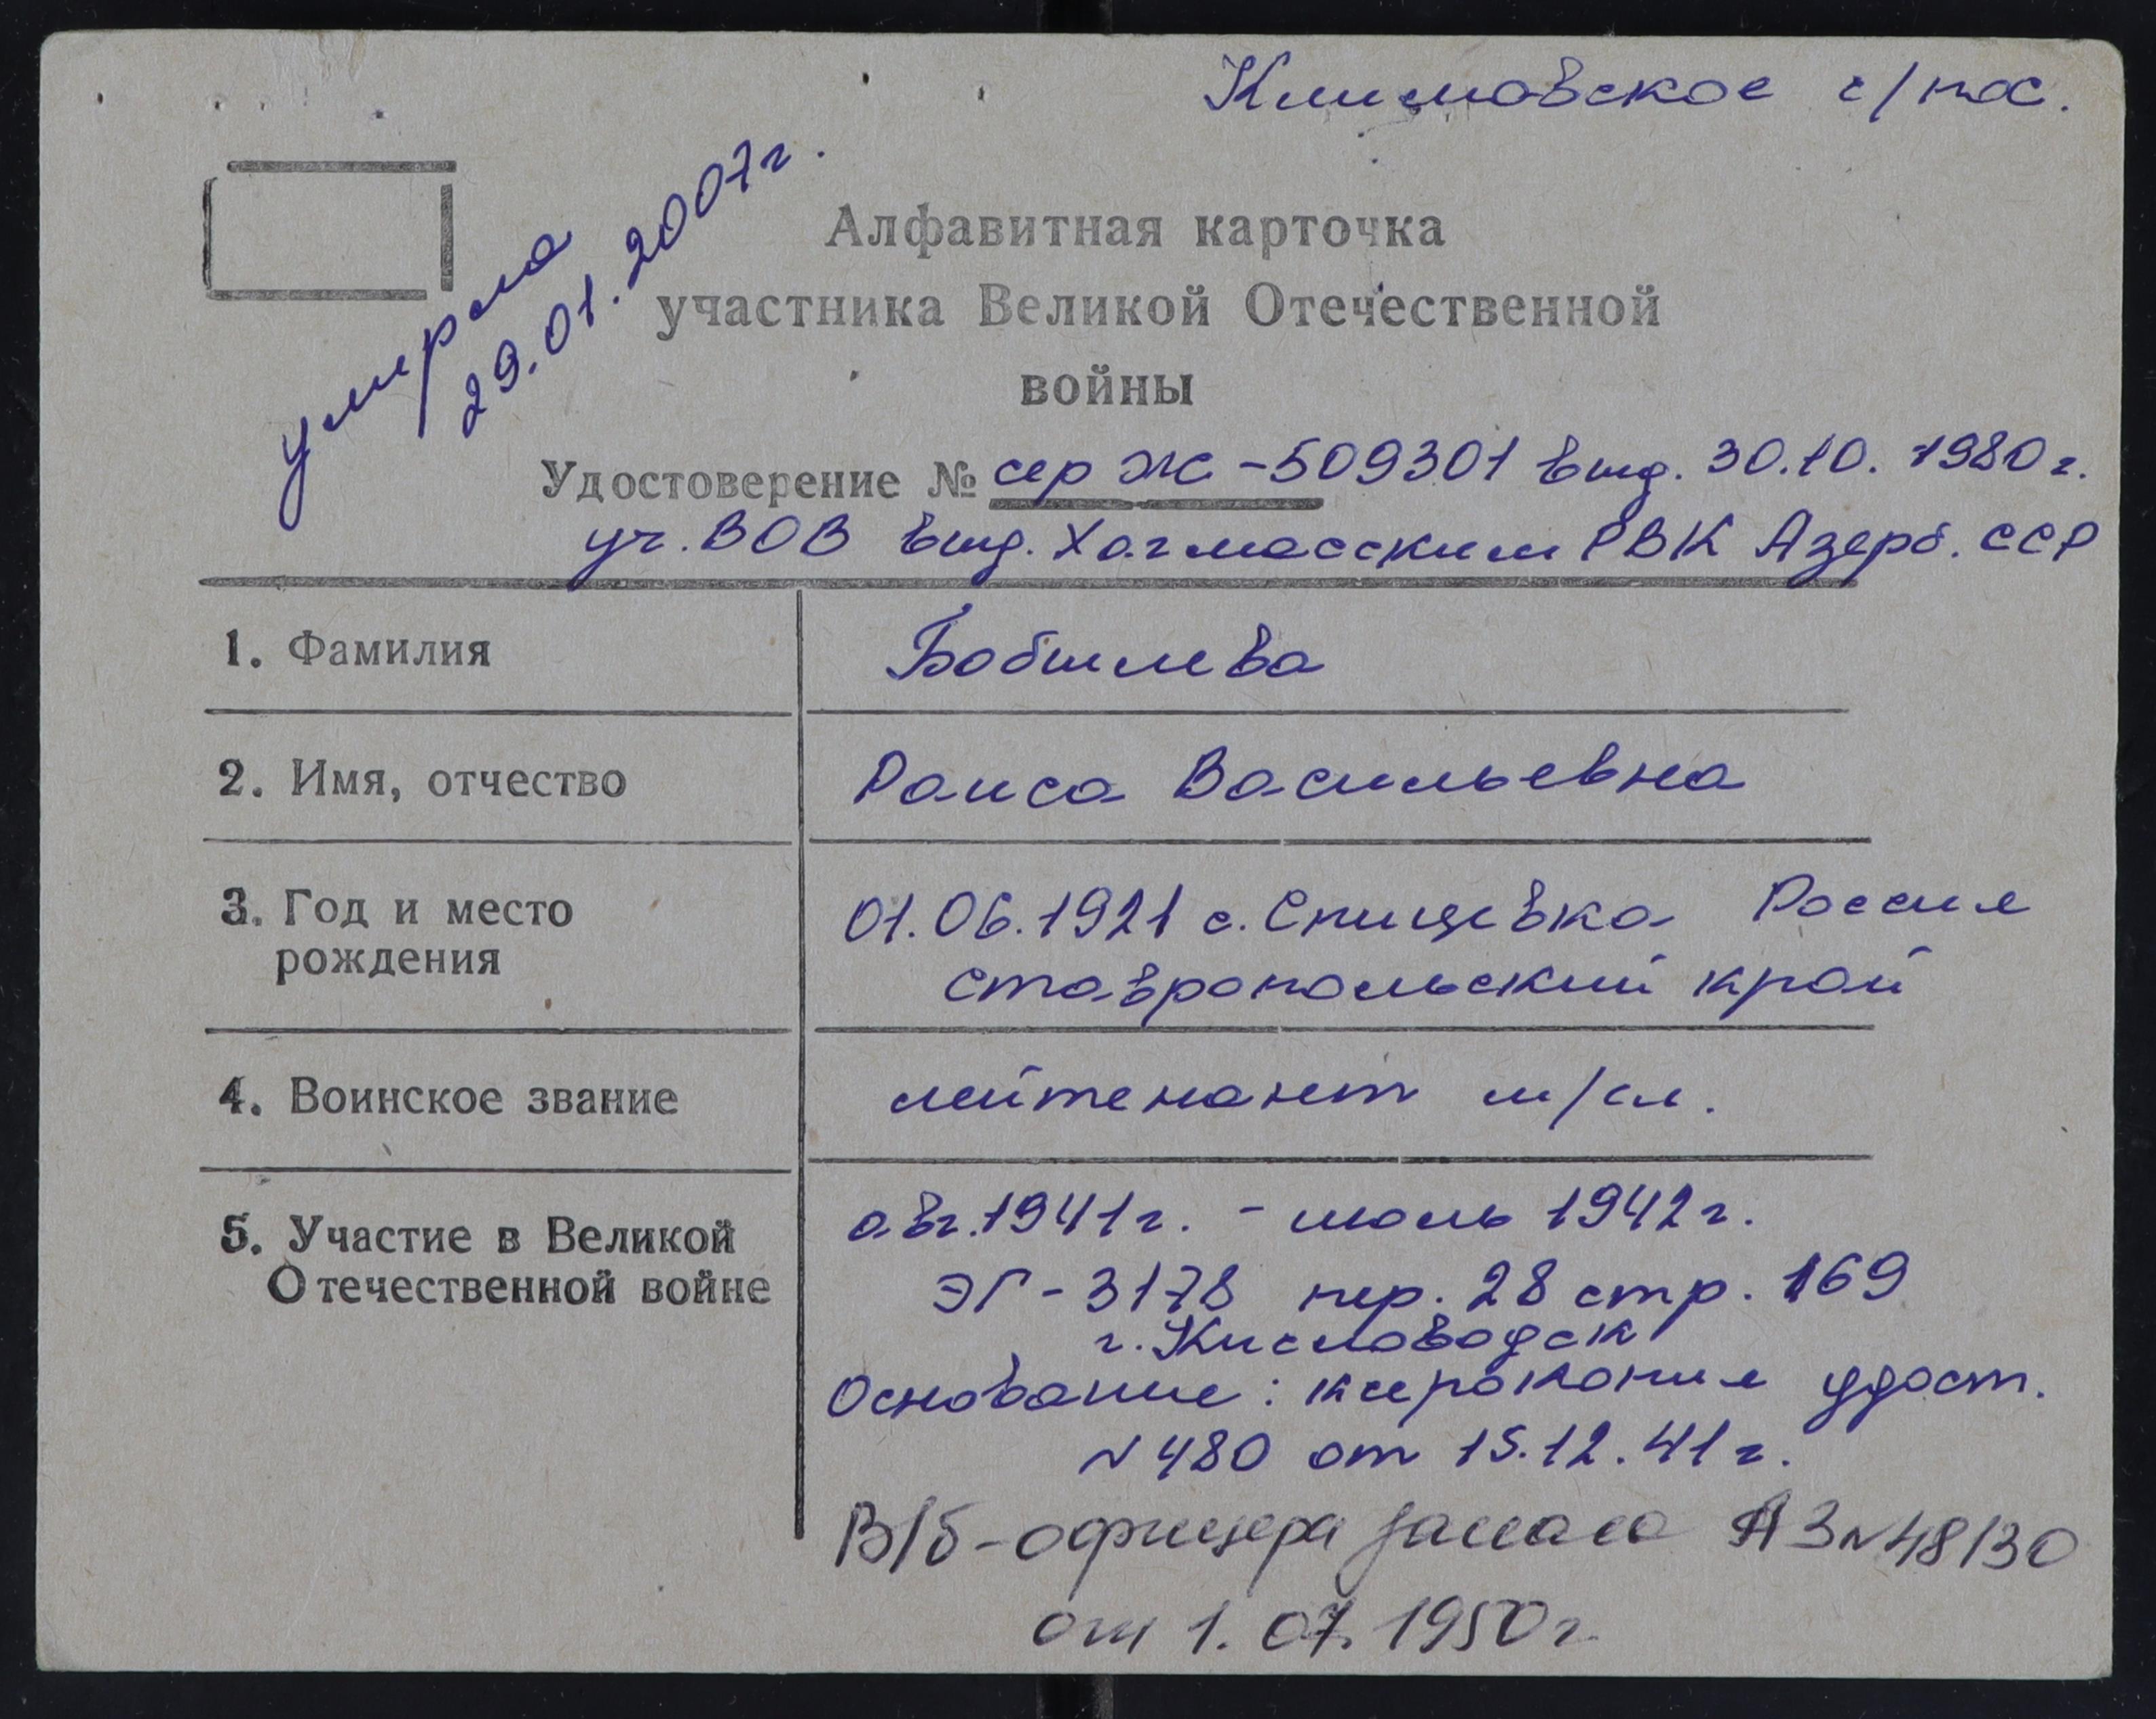 Климовское с/пос.
умерла
29.01.2007г.
Алфавитная карточка
участника Великой Отечественной
войны
Удостоверение № сер Ж - 509301 выд. 30.10. 1980г.
уч. ВОВ выд. Хачмасским РВК Азерб. ССР
1. Фамилия
Бобылева
2. Имя, отчество
Раиса Васильевна
3. Год и место
рождения
01.06.1921 с. Спицевка Россия
Ставропольский край
4. Воинское звание
лейтенант м/сл.
5. Участие в Великой
Отечественной войне
авг.1941г. - июль 1942г.
ЭГ - 3178 пер. 28 стр. 169
г. Кисловодск
Основание: ксерокопия удост.
N 480 от 15.12.41г.
В/б - офицера запаса АЗ N 48130
от 1.07.1950г